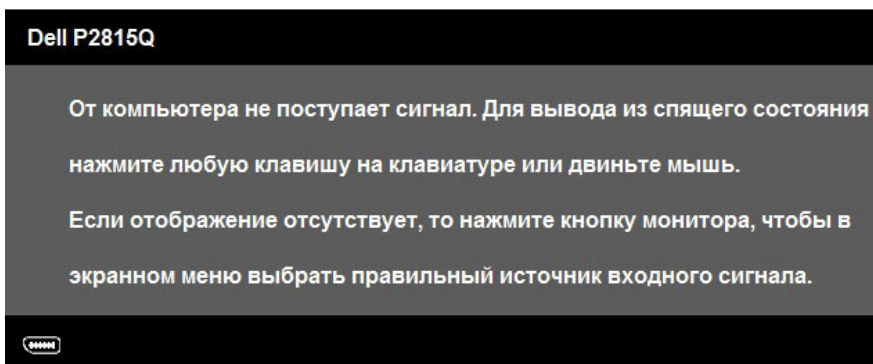 Dell P2815Q
От компьютера не поступает сигнал. Для вывода из спящего состояния
нажмите любую клавишу на клавиатуре или двиньте мышь.
Если отображение отсутствует, то нажмите кнопку монитора, чтобы в
экранном меню выбрать правильный источник входного сигнала.